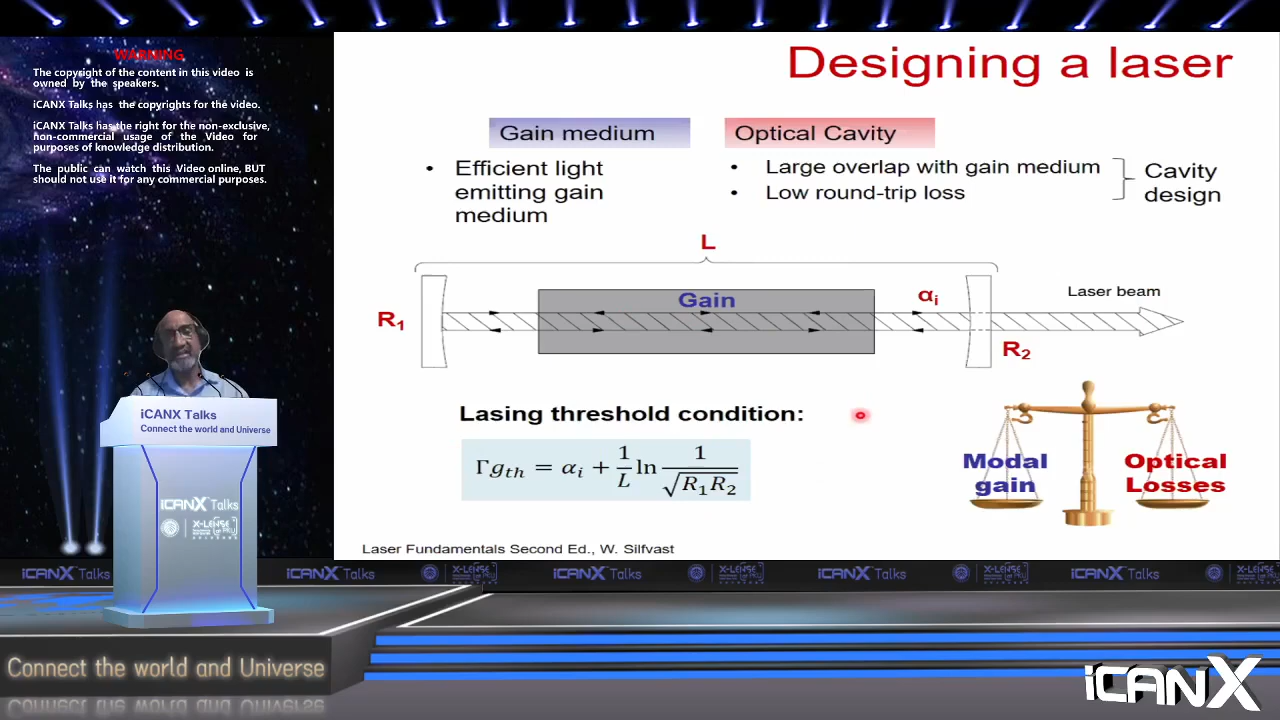 WARNING
The copyright of the content in this video is
owned by the speakers.
iCANX Talks has the copyrights for the video.
iCANX Talks has the right for the non-exclusive,
non-commercial usage of the Video for
purposes of knowledge distribution.
The public can watch this Video online, BUT
should not use it for any commercial purposes.
Designing a laser
Gain medium
Optical Cavity
• Efficient light
emitting gain
medium
• Large overlap with gain medium
• Low round-trip loss
Cavity
design
L
Gain
αi
Laser beam
R1
R2
Lasing threshold condition:
Γg_th = α_i + 1/L ln 1/√(R₁R₂)
Modal
gain
Optical
Losses
Laser Fundamentals Second Ed., W. Silfvast
iCANX Talks
Connect the world and Universe
iCANX Talks
X-LENSE
iCANX Talks
X-LENSE
iCANX Talks
X-LENSE
iCANX Talks
X-LENSE
iCANX Talks
X-LENSE
Connect the world and Universe
iCANX